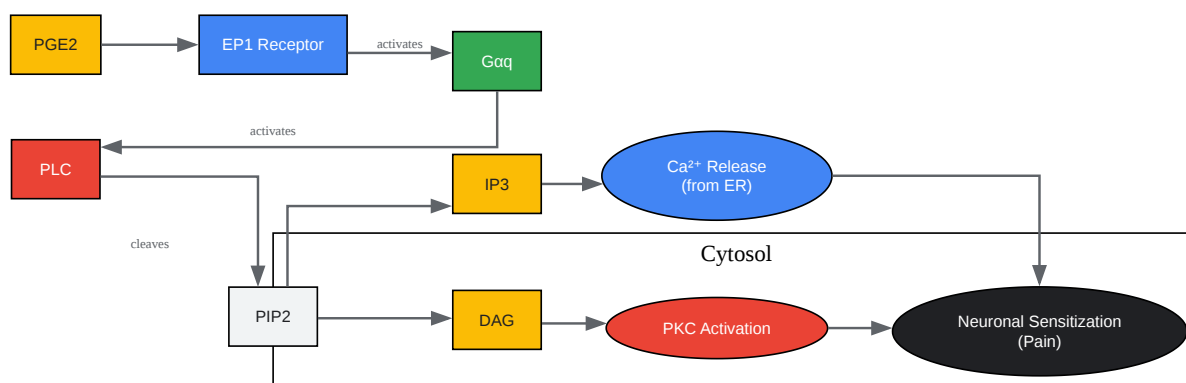 PGE2
EP1 Receptor
activates
Gαq
activates
PLC
IP3
Ca²⁺ Release
(from ER)
cleaves
Cytosol
PIP2
DAG
PKC Activation
Neuronal Sensitization
(Pain)